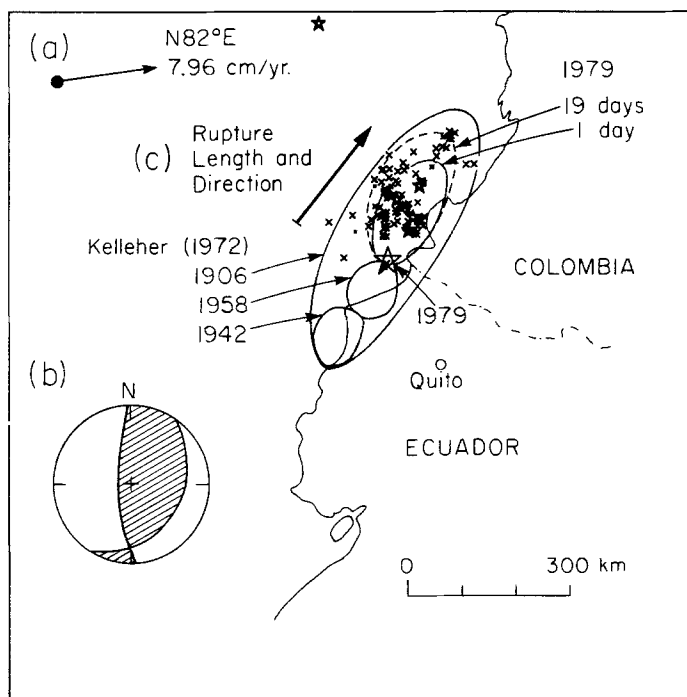 (a)
N82°E
7.96 cm/yr.
1979
19 days
1 day
(c)
Rupture
Length and
Direction
Kelleher (1972)
1906
1958
1942
1979
COLOMBIA
Quito
ECUADOR
(b)
N
0
300 km